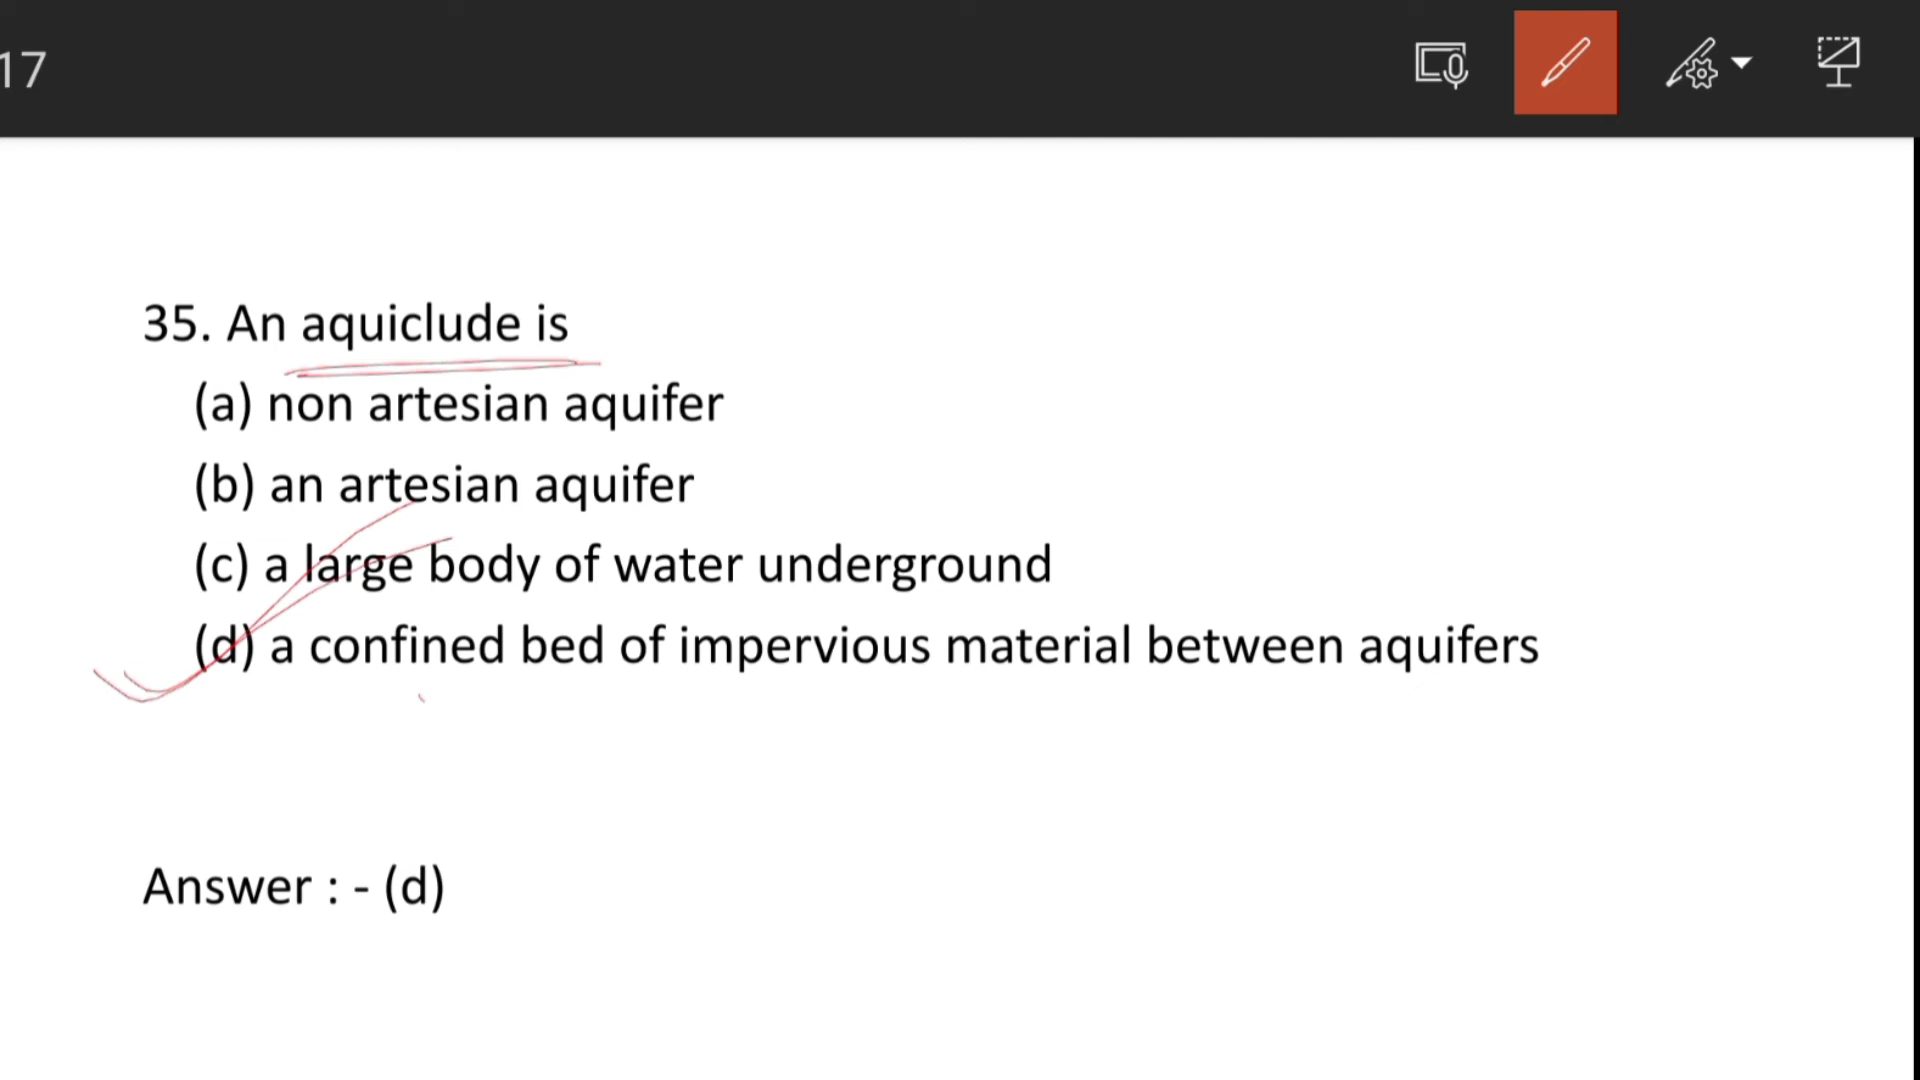 17
35. An aquiclude is
(a) non artesian aquifer
(b) an artesian aquifer
(c) a large body of water underground
(d) a confined bed of impervious material between aquifers
Answer : - (d)